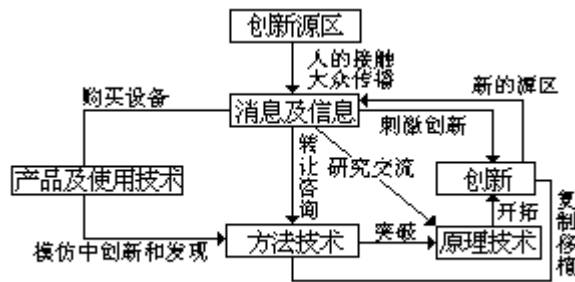 创新源区
人的接触
大众传播
新的源区
购买设备
消息及信息
刺激创新
转让咨询
研究交流
产品及使用技术
创新
开拓
复制移植
模仿中创新和发现
方法技术
突破
原理技术